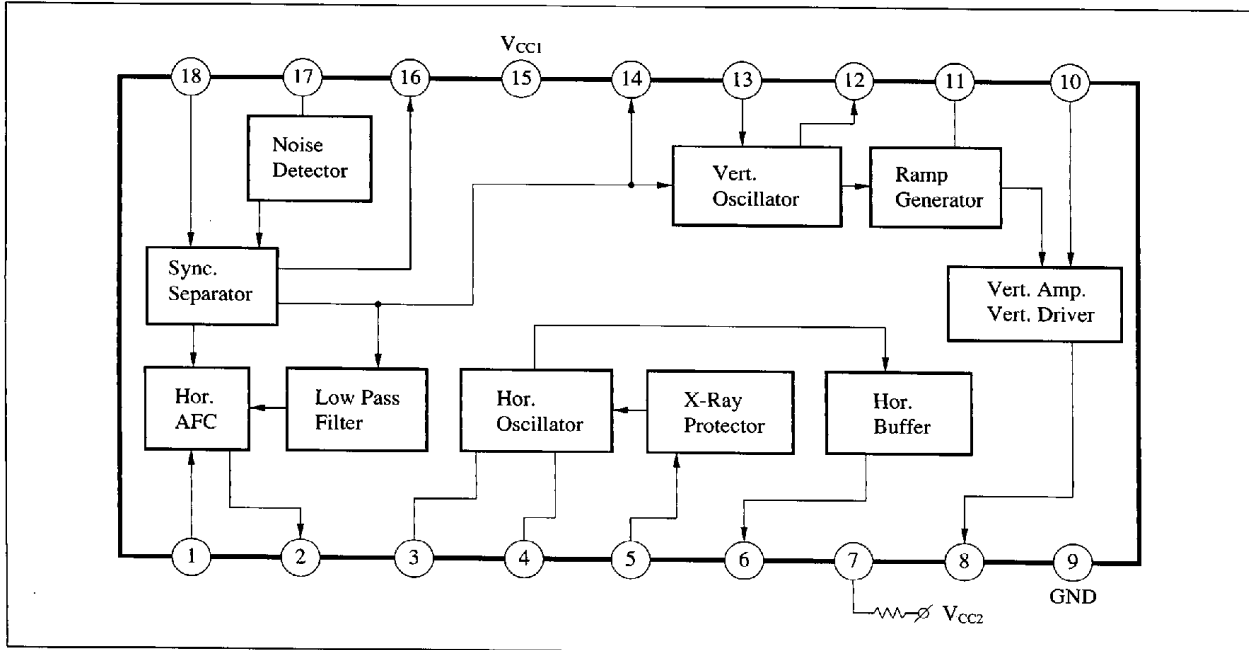 V_CC1
18 17 16 15 14 13 12 11 10
Noise
Detector
Vert.
Oscillator
Ramp
Generator
Sync.
Separator
Vert. Amp.
Vert. Driver
Hor.
AFC
Low Pass
Filter
Hor.
Oscillator
X-Ray
Protector
Hor.
Buffer
1 2 3 4 5 6 7 8 9
GND
V_CC2